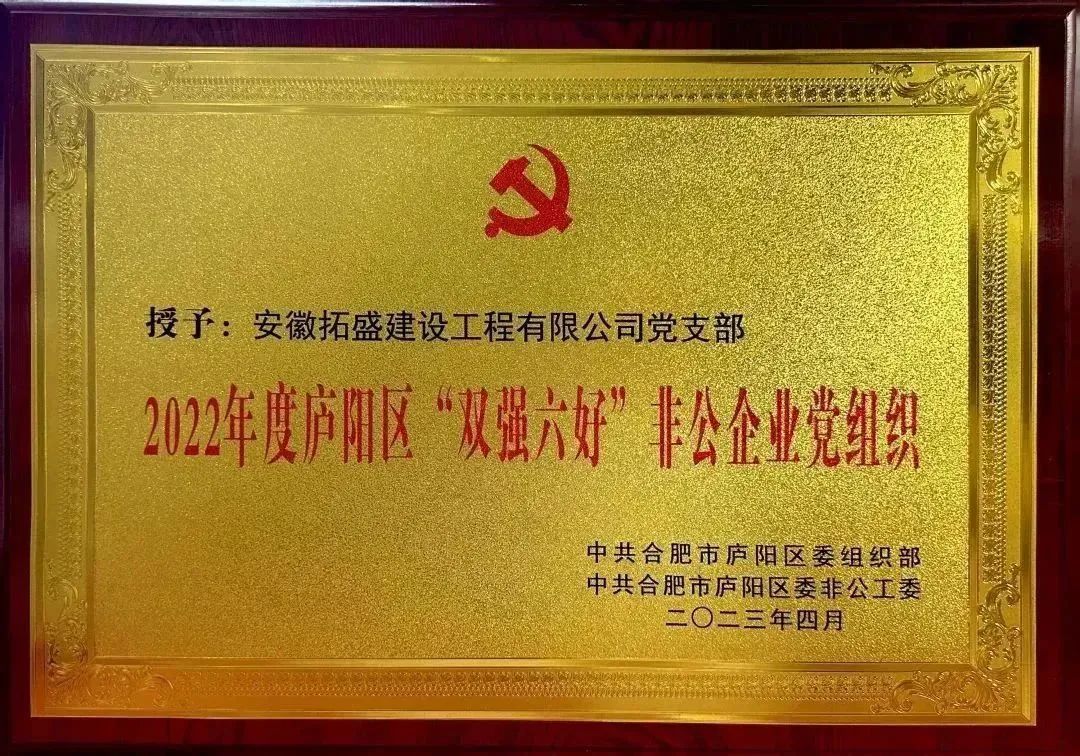 授予：安徽拓盛建设工程有限公司党支部
2022年度庐阳区“双强六好”非公企业党组织
中共合肥市庐阳区委组织部
中共合肥市庐阳区委非公工委
二〇二三年四月